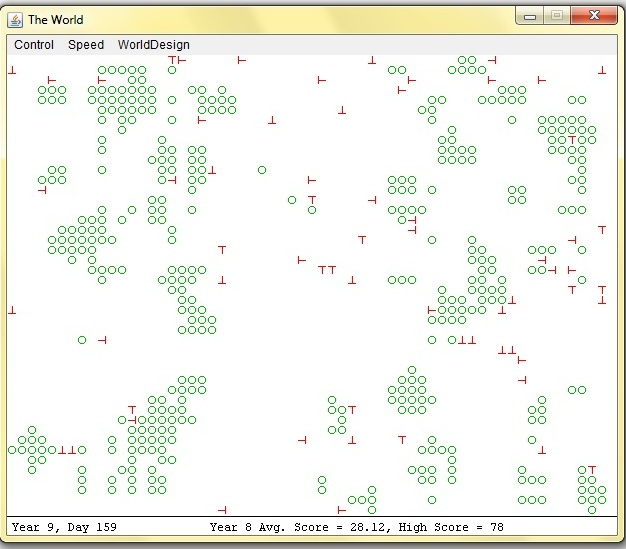 The World
Control Speed WorldDesign
Year 9, Day 159 Year 8 Avg. Score = 28.12, High Score = 78